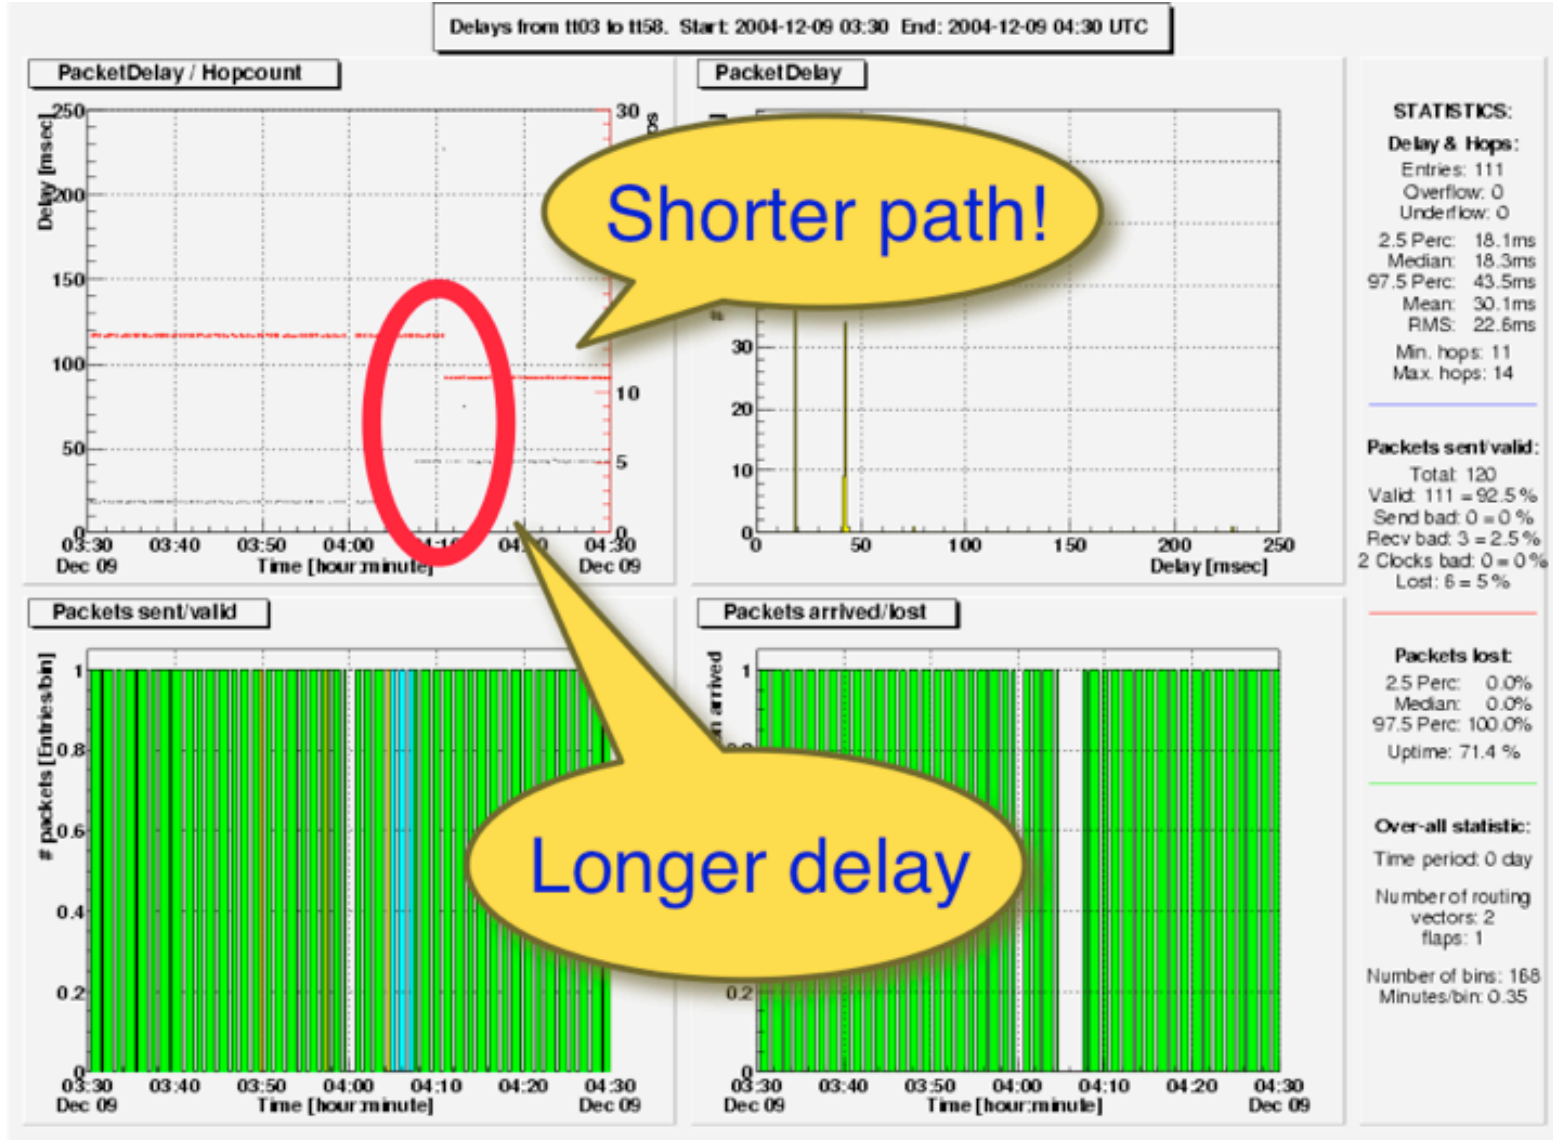 Delays from tt03 to tt58. Start: 2004-12-09 03:30 End: 2004-12-09 04:30 UTC
PacketDelay / Hopcount
250
200
150
100
50
0
Delay [msec]
30
10
5
0
03:30 03:40 03:50 04:00 04:10 04:20 04:30
Dec 09 Time [hour:minute] Dec 09
PacketDelay
30
20
10
0
0 50 100 150 200 250
Delay [msec]
Shorter path!
Longer delay
Packets sent/valid
1
0.8
0.6
0.4
0.2
0
# packets [Entries/bin]
03:30 03:40 03:50 04:00 04:10 04:20 04:30
Dec 09 Time [hour:minute] Dec 09
Packets arrived/lost
1
0.2
0
arrived
03:30 03:40 03:50 04:00 04:10 04:20 04:30
Dec 09 Time [hour:minute] Dec 09
STATISTICS:
Delay & Hops:
Entries: 111
Overflow: 0
Underflow: 0
2.5 Perc: 18.1ms
Median: 18.3ms
97.5 Perc: 43.5ms
Mean: 30.1ms
RMS: 22.6ms
Min. hops: 11
Max. hops: 14
Packets sent/valid:
Total: 120
Valid: 111 = 92.5 %
Send bad: 0 = 0 %
Recv bad: 3 = 2.5 %
2 Clocks bad: 0 = 0 %
Lost: 6 = 5 %
Packets lost:
2.5 Perc: 0.0%
Median: 0.0%
97.5 Perc: 100.0%
Uptime: 71.4 %
Over-all statistic:
Time period: 0 day
Number of routing
vectors: 2
flaps: 1
Number of bins: 168
Minutes/bin: 0.35